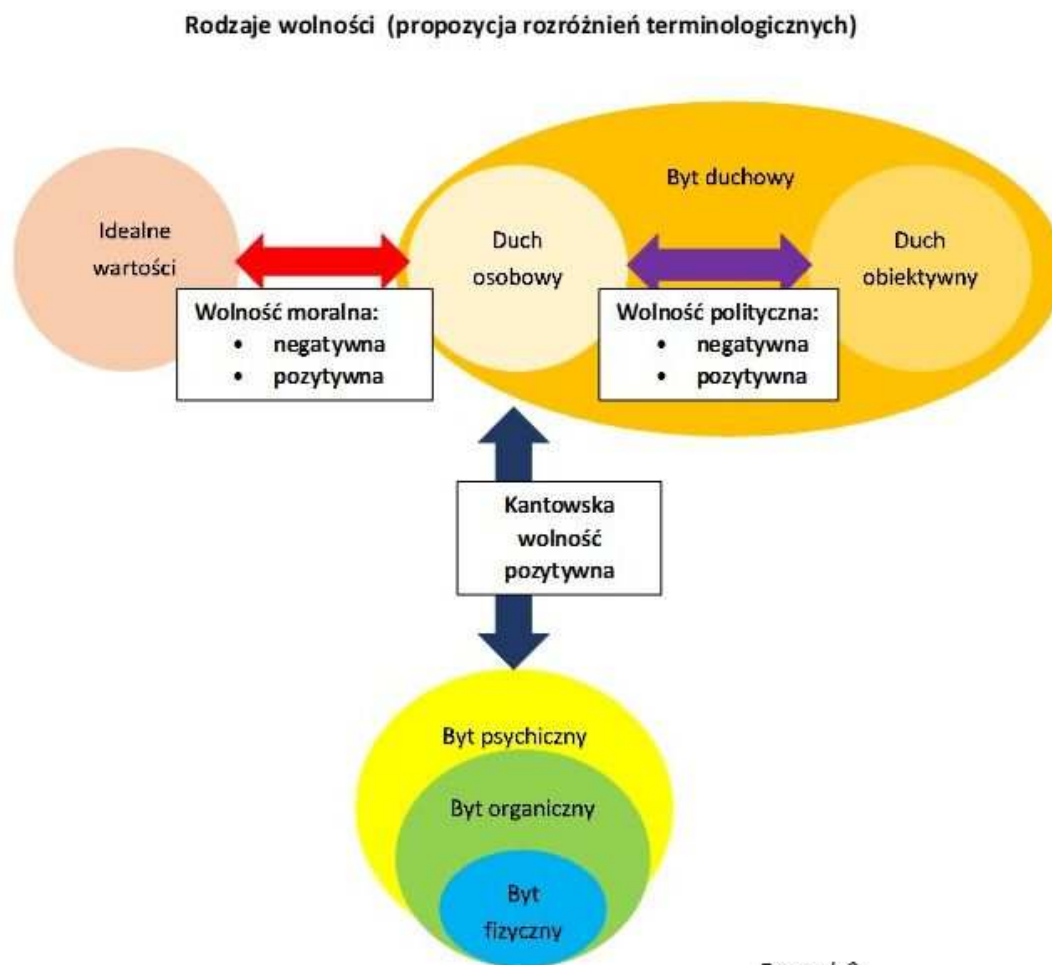 Rodzaje wolności (propozycja rozróżnień terminologicznych)
Byt duchowy
Idealne
wartości
Duch
osobowy
Duch
obiektywny
Wolność moralna:
• negatywna
• pozytywna
Wolność polityczna:
• negatywna
• pozytywna
Kantowska
wolność
pozytywna
Byt psychiczny
Byt organiczny
Byt
fizyczny